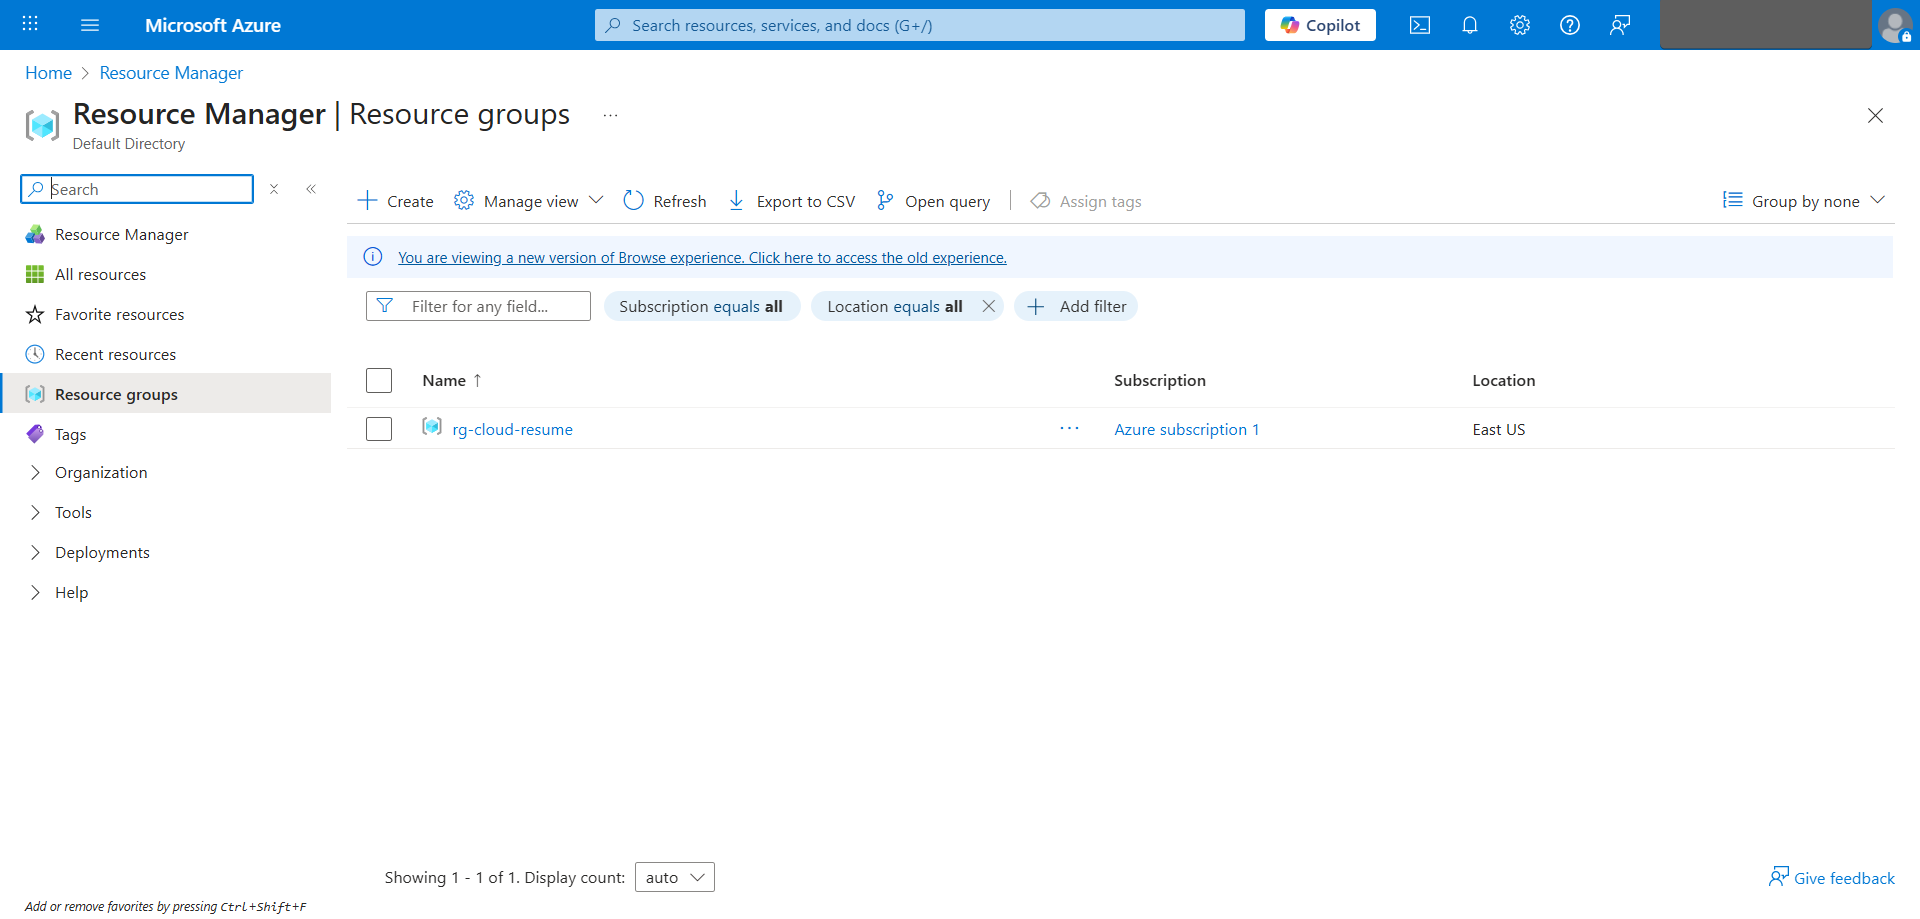 Microsoft Azure
Search resources, services, and docs (G+/)
Copilot
Home > Resource Manager
Resource Manager | Resource groups ...
Default Directory
Search
Resource Manager
All resources
Favorite resources
Recent resources
Resource groups
Tags
Organization
Tools
Deployments
Help
Create Manage view Refresh Export to CSV Open query Assign tags Group by none
You are viewing a new version of Browse experience. Click here to access the old experience.
Filter for any field... Subscription equals all Location equals all Add filter
Name ↑ Subscription Location
rg-cloud-resume ... Azure subscription 1 East US
Showing 1 - 1 of 1. Display count: auto
Give feedback
Add or remove favorites by pressing Ctrl+Shift+F